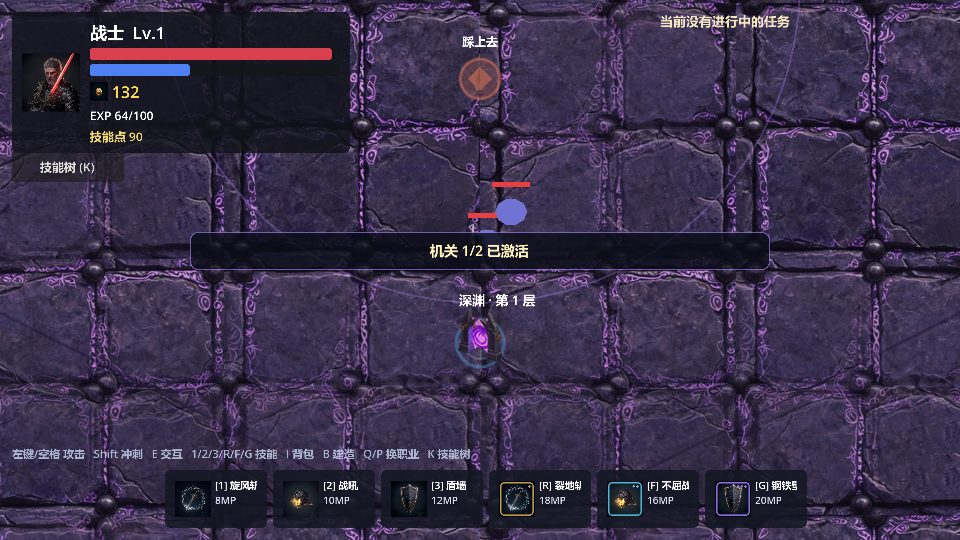 战士 Lv.1
132
EXP 64/100
技能点 90
技能树 (K)
当前没有进行中的任务
踩上去
机关 1/2 已激活
深渊 · 第 1 层
左键/空格 攻击 Shift 冲刺 E 交互 1/2/3/R/F/G 技能 I 背包 B 建造 Q/P 换职业 K 技能树
[1] 旋风斩
8MP
[2] 战吼
10MP
[3] 盾墙
12MP
[R] 裂地斩
18MP
[F] 不屈战
16MP
[G] 钢铁
20MP